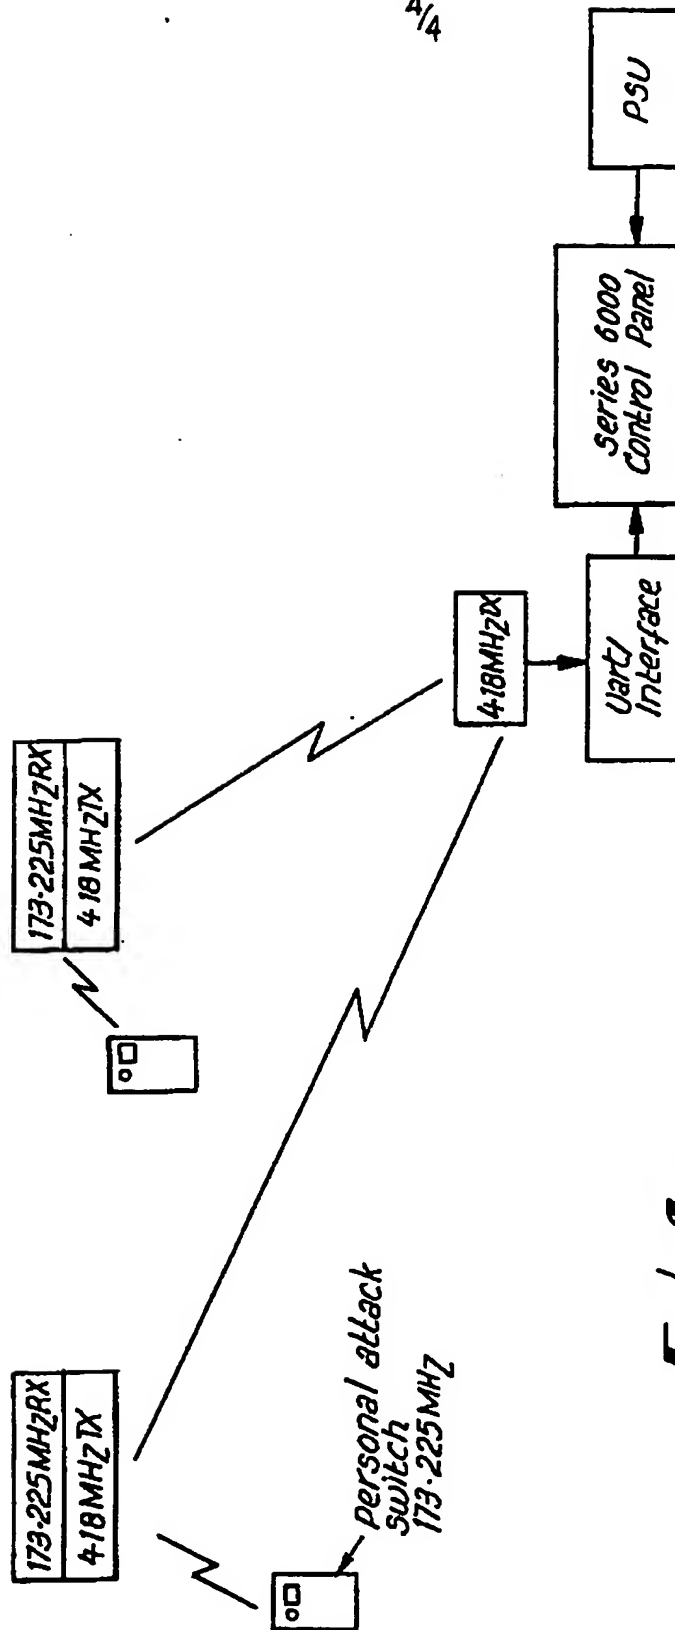 4/4
173·225MHZRX
418MHZTX
173·225MHZRX
418MHZTX
personal attack
switch
173·225MHZ
418MHZTX
Uart/
Interface
Series 6000
Control Panel
PSU